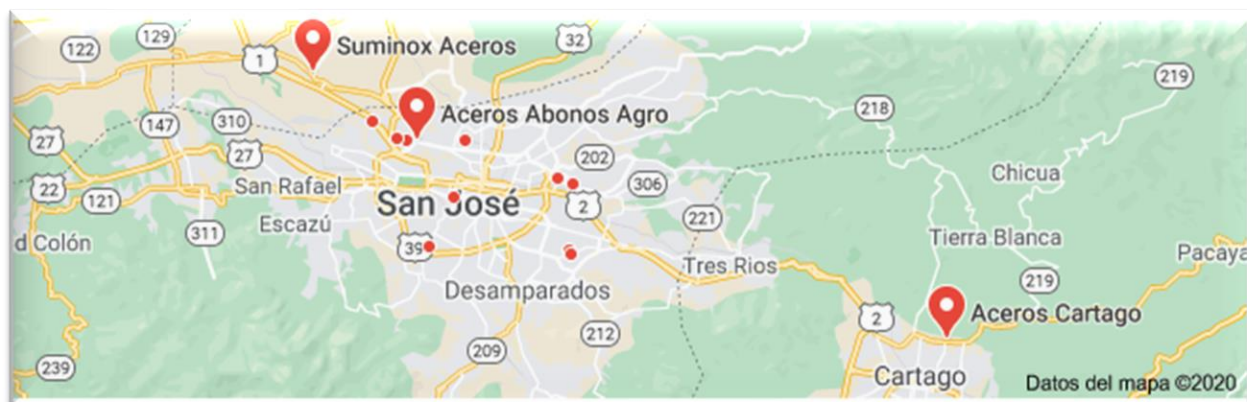 129
122
1
Suminox Aceros
32
219
Aceros Abonos Agro
218
147
310
27
27
202
Chicua
22
121
San Rafael
306
San José
2
221
Escazú
311
d Colón
39
Tierra Blanca
Pacaya
Tres Rios
219
Desamparados
2
Aceros Cartago
212
209
239
Cartago
Datos del mapa ©2020